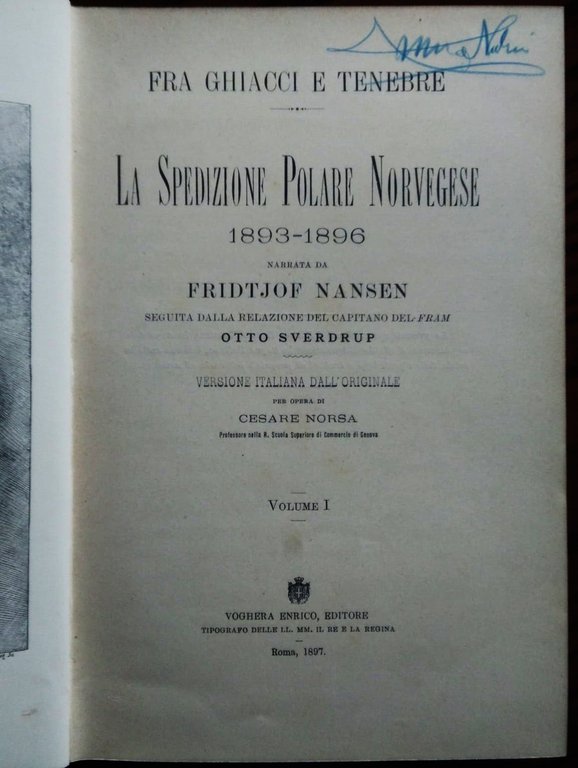 FRA GHIACCI E TENEBRE
LA SPEDIZIONE POLARE NORVEGESE
1893-1896
NARRATA DA
FRIDTJOF NANSEN
SEGUITA DALLA RELAZIONE DEL CAPITANO DEL FRAM
OTTO SVERDRUP
VERSIONE ITALIANA DALL'ORIGINALE
PER OPERA DI
CESARE NORSA
Professore nella R. Scuola Superiore di Commercio di Genova
VOLUME I
VOGHERA ENRICO, EDITORE
TIPOGRAFO DELLE LL. MM. IL RE E LA REGINA
Roma, 1897.